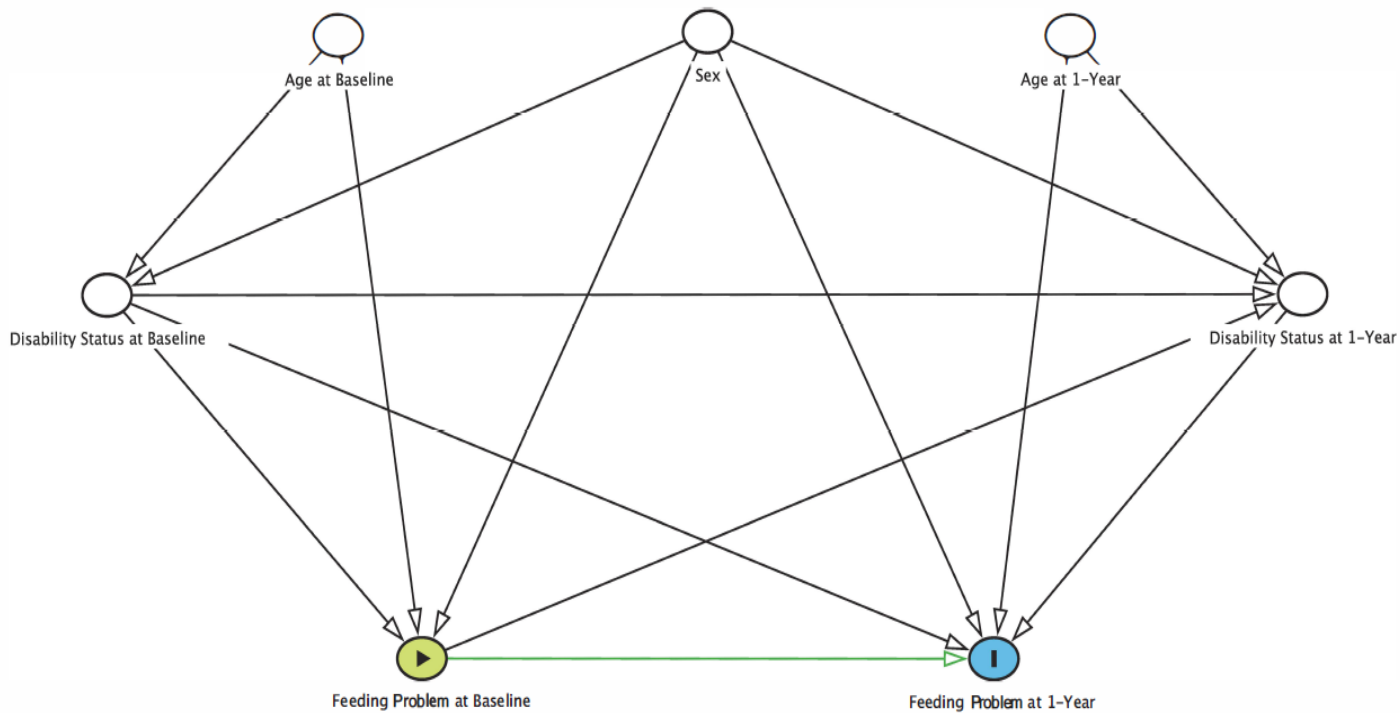 Age at Baseline
Sex
Age at 1-Year
Disability Status at Baseline
Disability Status at 1-Year
Feeding Problem at Baseline
Feeding Problem at 1-Year